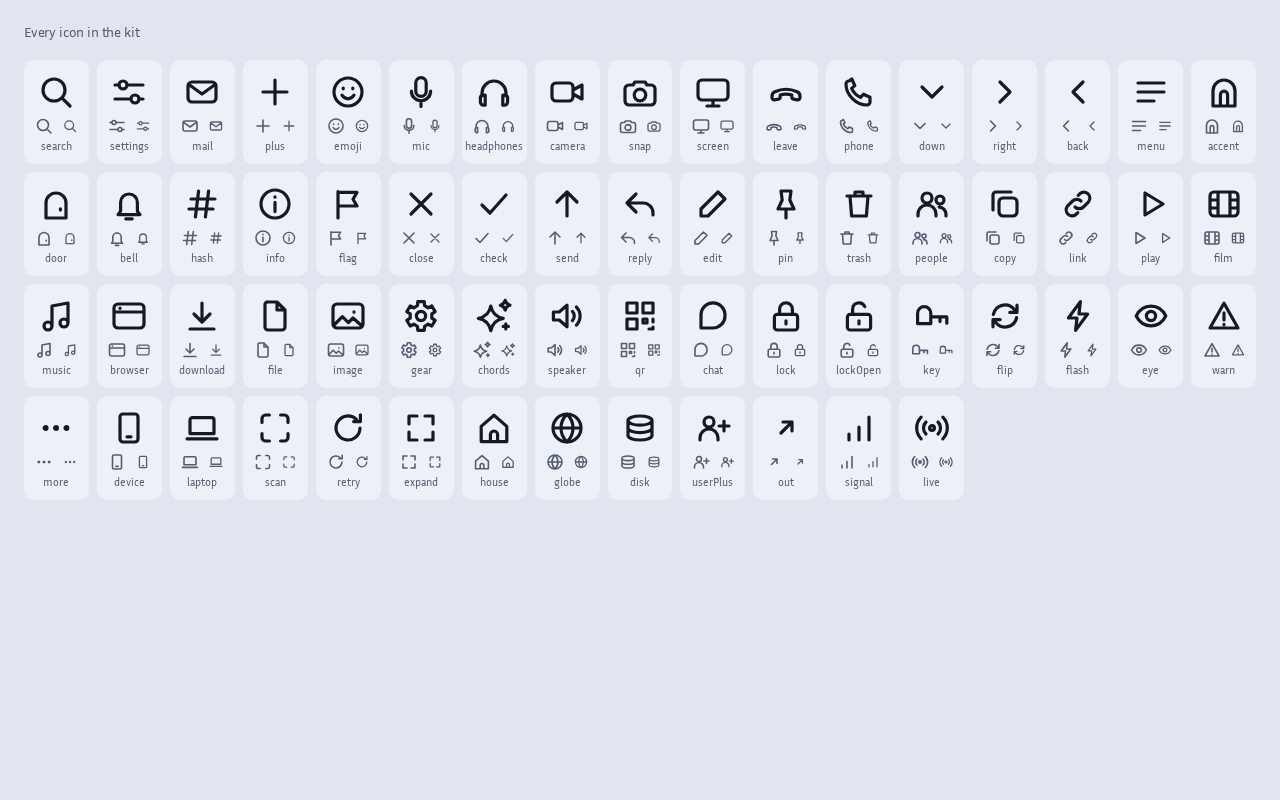 Every icon in the kit
search settings mail plus emoji mic headphones camera snap screen leave phone down right back menu accent
door bell hash info flag close check send reply edit pin trash people copy link play film
music browser download file image gear chords speaker qr chat lock lockOpen key flip flash eye warn
more device laptop scan retry expand house globe disk userPlus out signal live